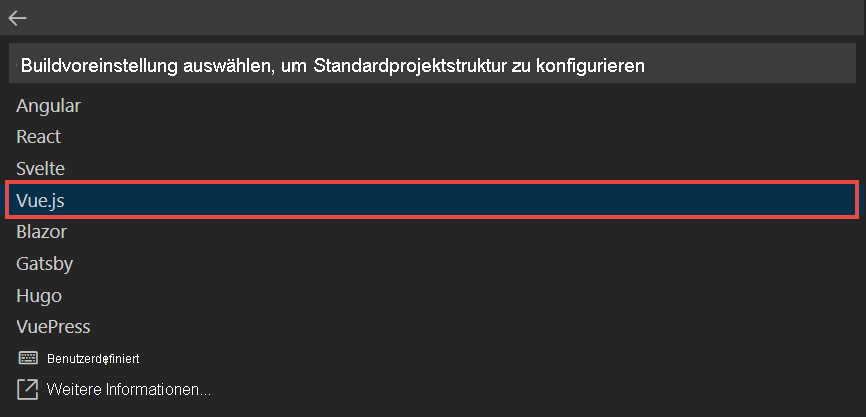 Buildvoreinstellung auswählen, um Standardprojektstruktur zu konfigurieren
Angular
React
Svelte
Vue.js
Blazor
Gatsby
Hugo
VuePress
Benutzerdefiniert
Weitere Informationen...